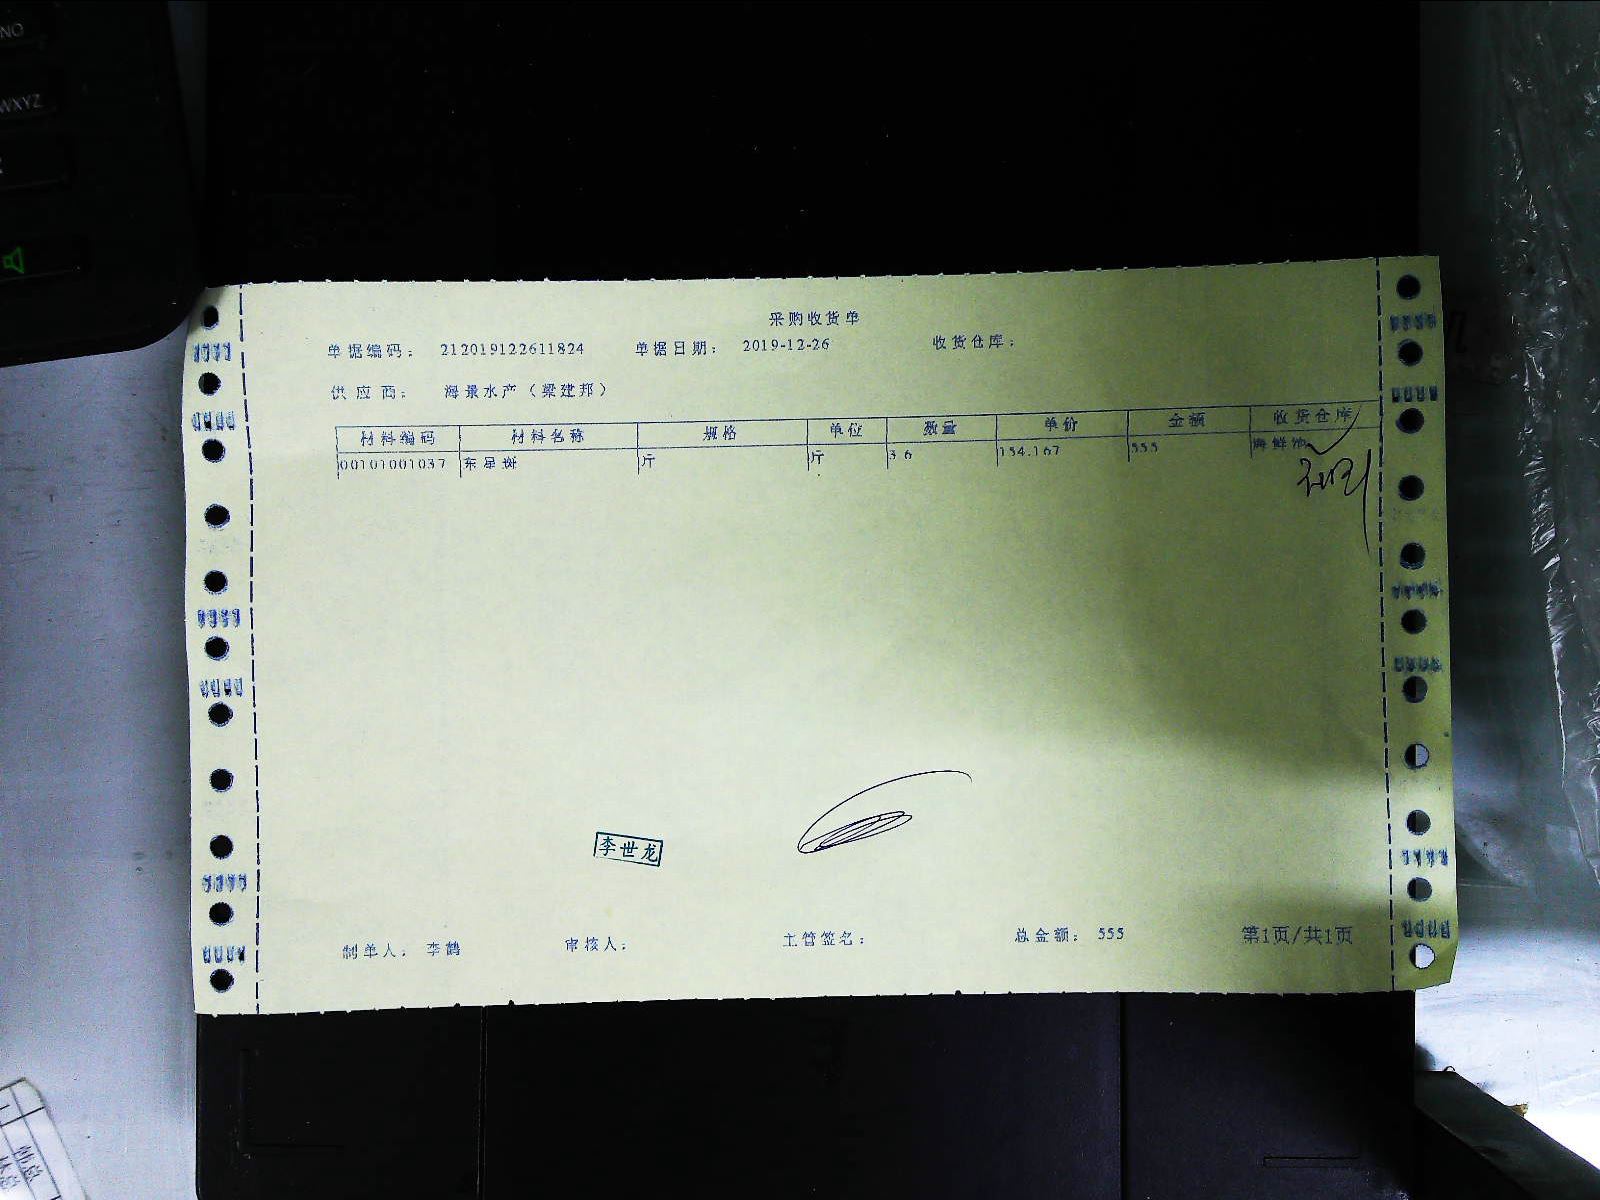 NO
WXYZ
采购收货单
单据编码： 212019122611824 单据日期： 2019-12-26 收货仓库：
供应商： 海景水产（梁建邦）
材料编码 材料名称 规格 单位 数量 单价 金额 收货仓库
00101001037 东星斑 斤 斤 3.6 154.167 555 海鲜池
李世龙
制单人： 李鹤 审核人： 主管签名： 总金额： 555 第1页/共1页